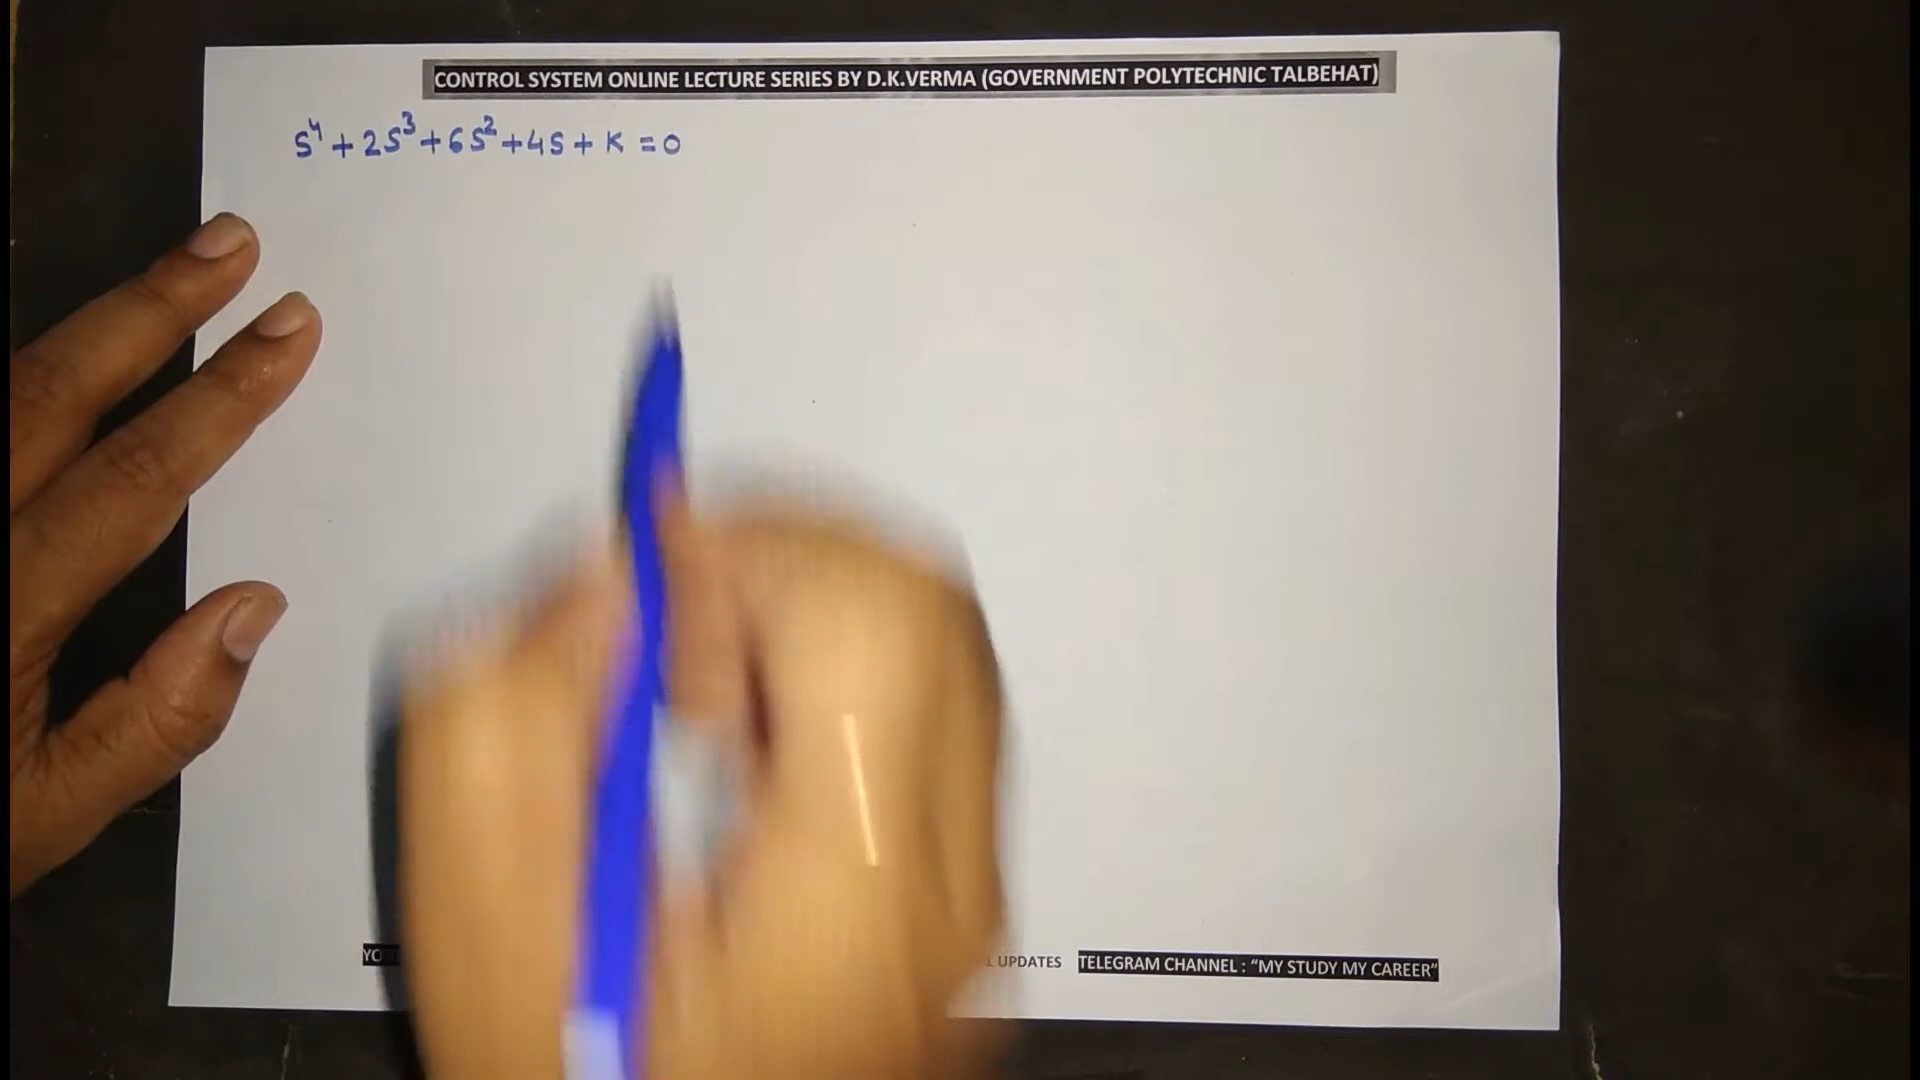 CONTROL SYSTEM ONLINE LECTURE SERIES BY D.K.VERMA (GOVERNMENT POLYTECHNIC TALBEHAT)
S⁴ + 2S³ + 6S² + 4S + K = 0
UPDATES TELEGRAM CHANNEL : “MY STUDY MY CAREER”